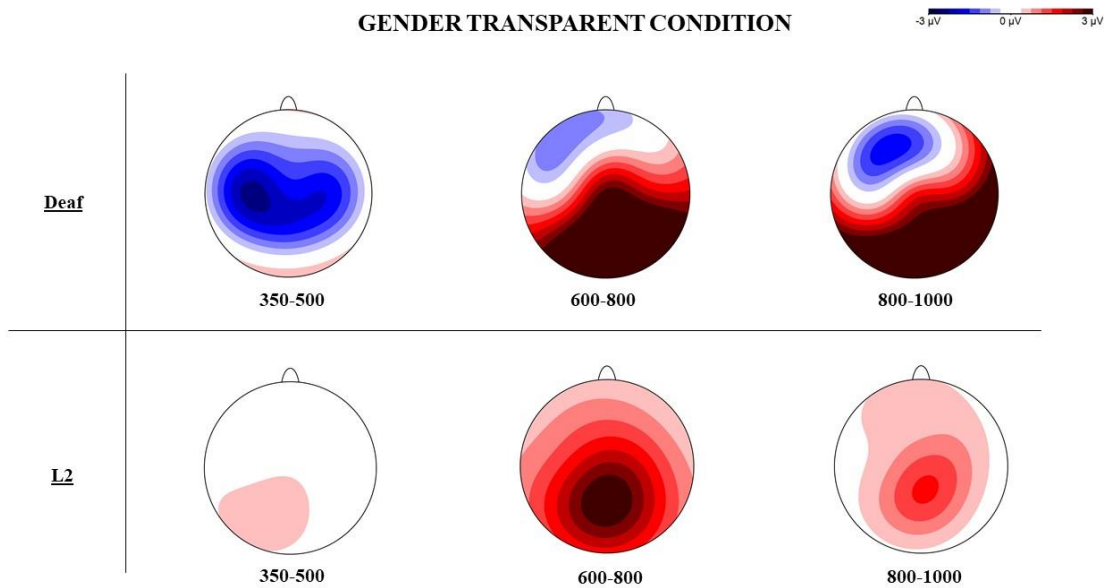 GENDER TRANSPARENT CONDITION
-3 µV 0 µV 3 µV
Deaf
350-500 600-800 800-1000
L2
350-500 600-800 800-1000